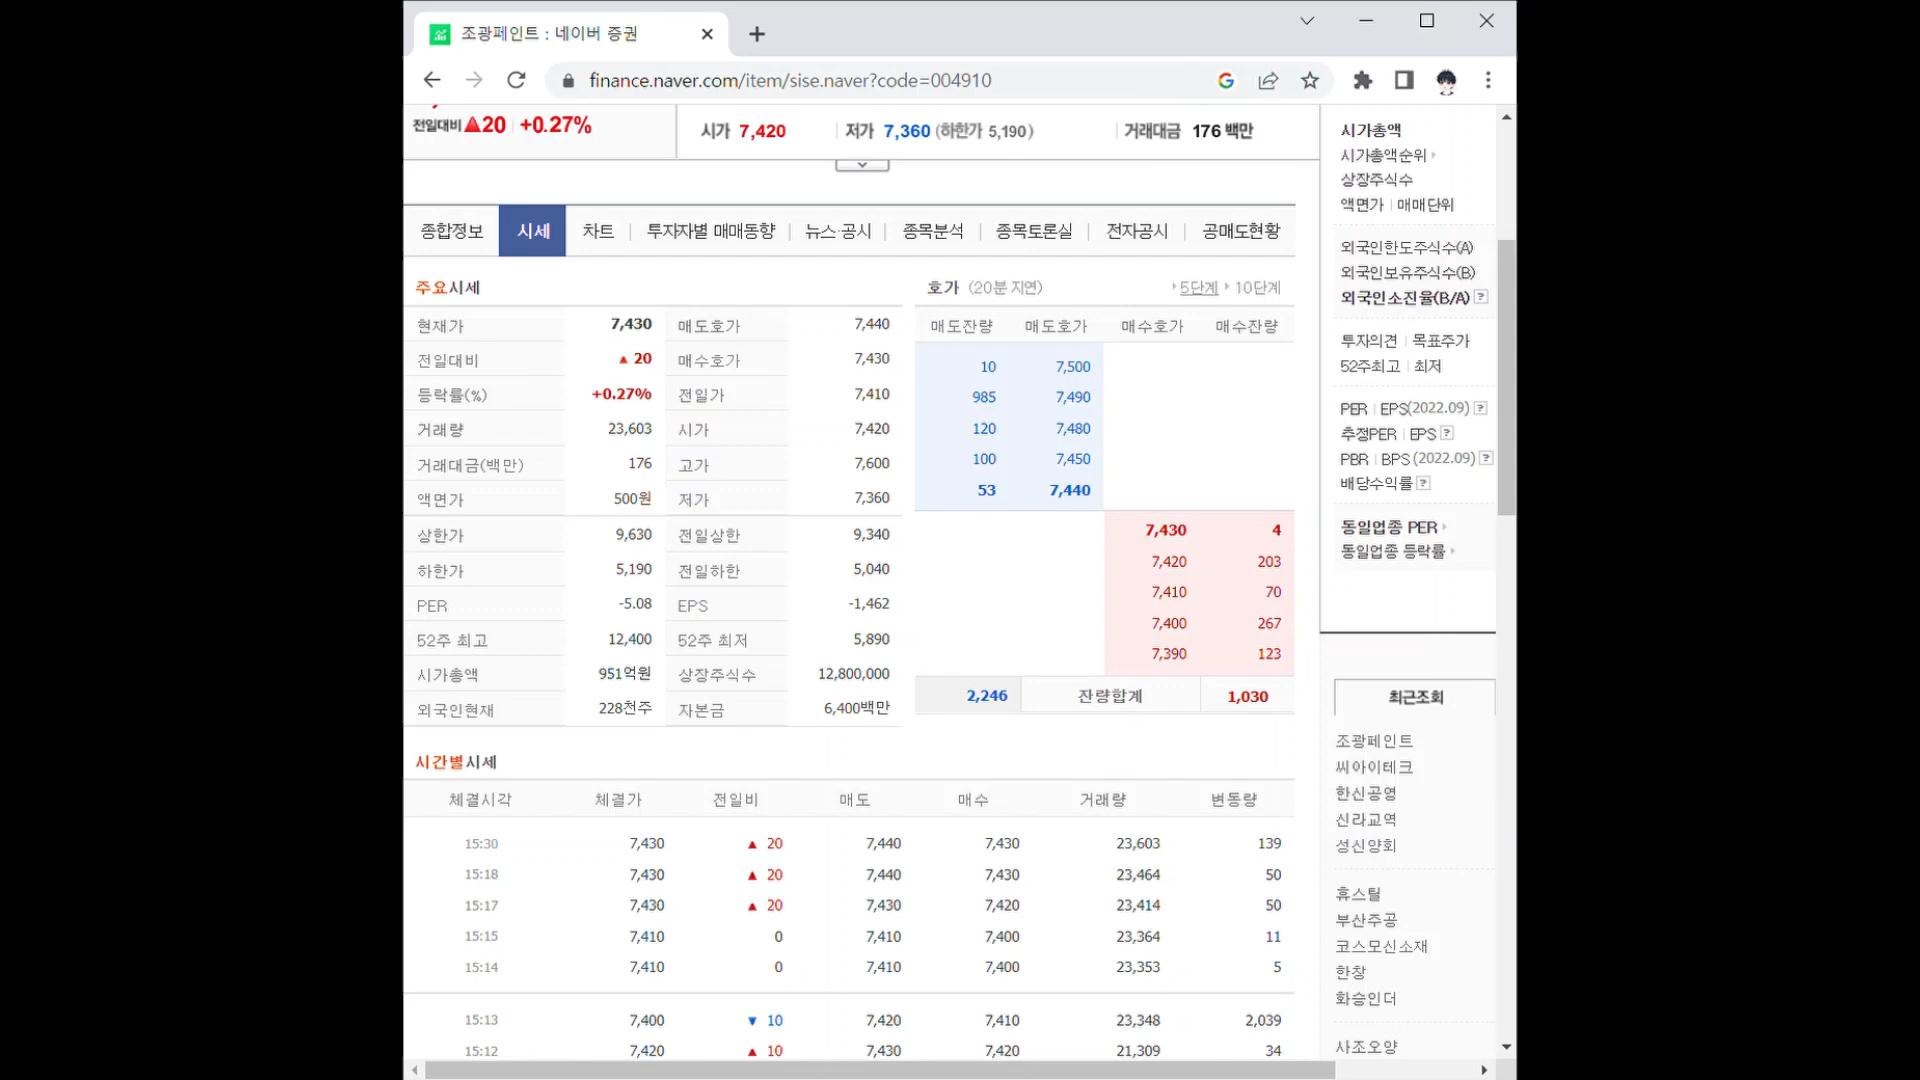 조광페인트 : 네이버 증권
finance.naver.com/item/sise.naver?code=004910
전일대비 ▲20 +0.27%
시가 7,420 저가 7,360 (하한가 5,190) 거래대금 176 백만
종합정보 시세 차트 투자자별 매매동향 뉴스·공시 종목분석 종목토론실 전자공시 공매도현황
주요시세
현재가 7,430 매도호가 7,440
전일대비 ▲ 20 매수호가 7,430
등락률(%) +0.27% 전일가 7,410
거래량 23,603 시가 7,420
거래대금(백만) 176 고가 7,600
액면가 500원 저가 7,360
상한가 9,630 전일상한 9,340
하한가 5,190 전일하한 5,040
PER -5.08 EPS -1,462
52주 최고 12,400 52주 최저 5,890
시가총액 951억원 상장주식수 12,800,000
외국인현재 228천주 자본금 6,400백만
호가 (20분 지연) 5단계 10단계
매도잔량 매도호가 매수호가 매수잔량
10 7,500
985 7,490
120 7,480
100 7,450
53 7,440
7,430 4
7,420 203
7,410 70
7,400 267
7,390 123
2,246 잔량합계 1,030
시간별시세
체결시각 체결가 전일비 매도 매수 거래량 변동량
15:30 7,430 ▲ 20 7,440 7,430 23,603 139
15:18 7,430 ▲ 20 7,440 7,430 23,464 50
15:17 7,430 ▲ 20 7,430 7,420 23,414 50
15:15 7,410 0 7,410 7,400 23,364 11
15:14 7,410 0 7,410 7,400 23,353 5
15:13 7,400 ▼ 10 7,420 7,410 23,348 2,039
15:12 7,420 ▲ 10 7,430 7,420 21,309 34
시가총액
시가총액순위
상장주식수
액면가 매매단위
외국인한도주식수(A)
외국인보유주식수(B)
외국인소진율(B/A) ?
투자의견 목표주가
52주최고 최저
PER EPS(2022.09) ?
추정PER EPS ?
PBR BPS (2022.09) ?
배당수익률 ?
동일업종 PER
동일업종 등락률
최근조회
조광페인트
씨아이테크
한신공영
신라교역
성신양회
휴스틸
부산주공
코스모신소재
한창
화승인더
사조오양